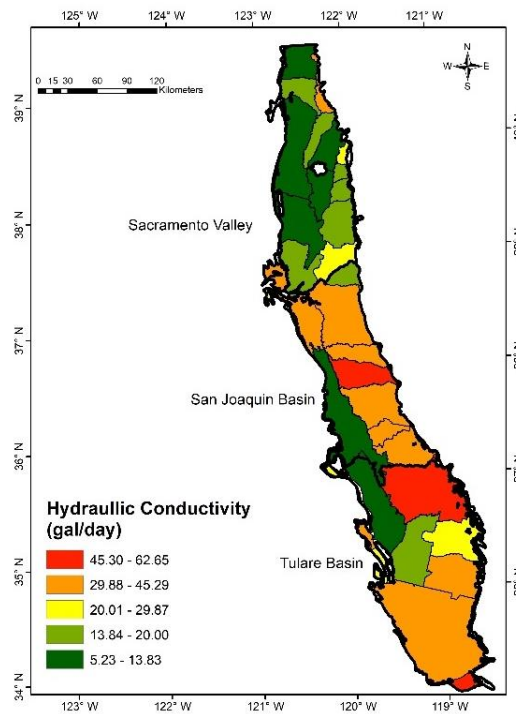 125° W 124° W 123° W 122° W 121° W
N
W E
S
0 15 30 60 90 120
Kilometers
39° N
38° N
37° N
36° N
35° N
34° N
Sacramento Valley
San Joaquin Basin
Tulare Basin
Hydraullic Conductivity
(gal/day)
45.30 - 62.65
29.88 - 45.29
20.01 - 29.87
13.84 - 20.00
5.23 - 13.83
123° W 122° W 121° W 120° W 119° W